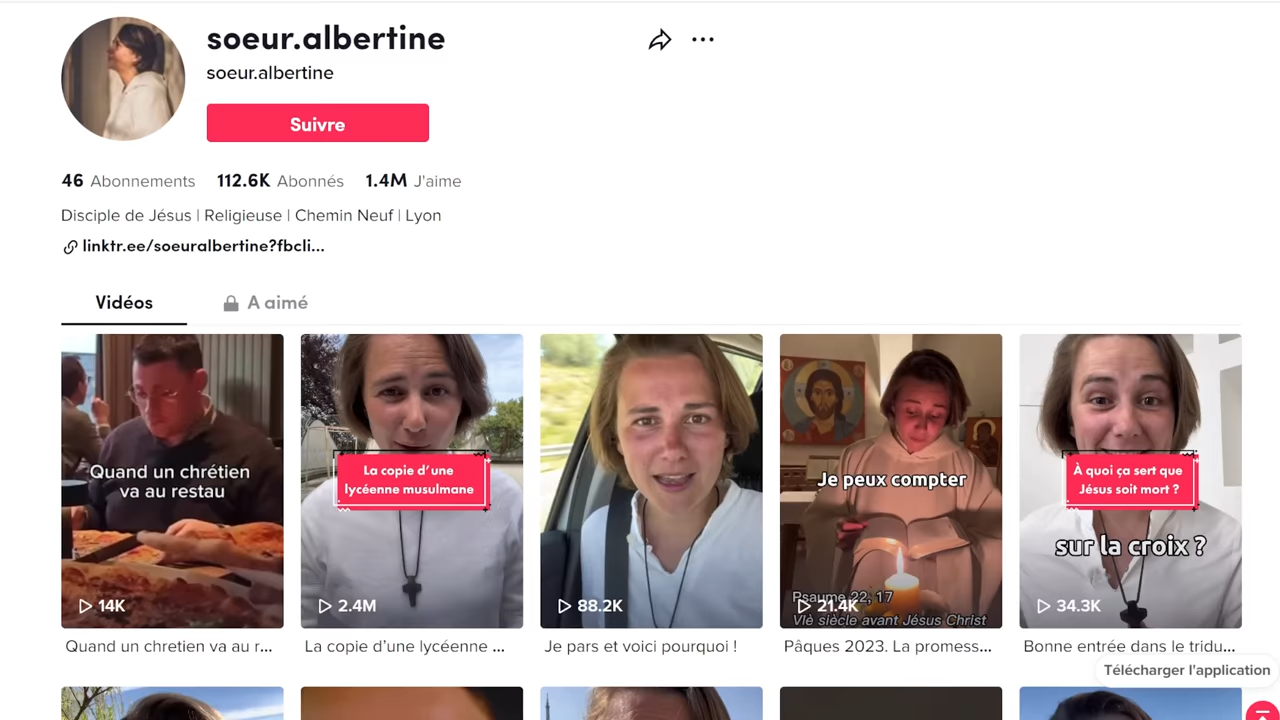 soeur.albertine
soeur.albertine
Suivre
46 Abonnements 112.6K Abonnés 1.4M J'aime
Disciple de Jésus | Religieuse | Chemin Neuf | Lyon
linktr.ee/soeuralbertine?fbcli...
Vidéos A aimé
Quand un chrétien
va au restau
14K
Quand un chretien va au r...
La copie d'une
lycéenne musulmane
2.4M
La copie d'une lycéenne ...
88.2K
Je pars et voici pourquoi !
Je peux compter
Psaume 22, 17
21.4K
VIè siècle avant Jésus Christ
Pâques 2023. La promess...
À quoi ça sert que
Jésus soit mort ?
sur la croix ?
34.3K
Bonne entrée dans le tridu...
Télécharger l'application